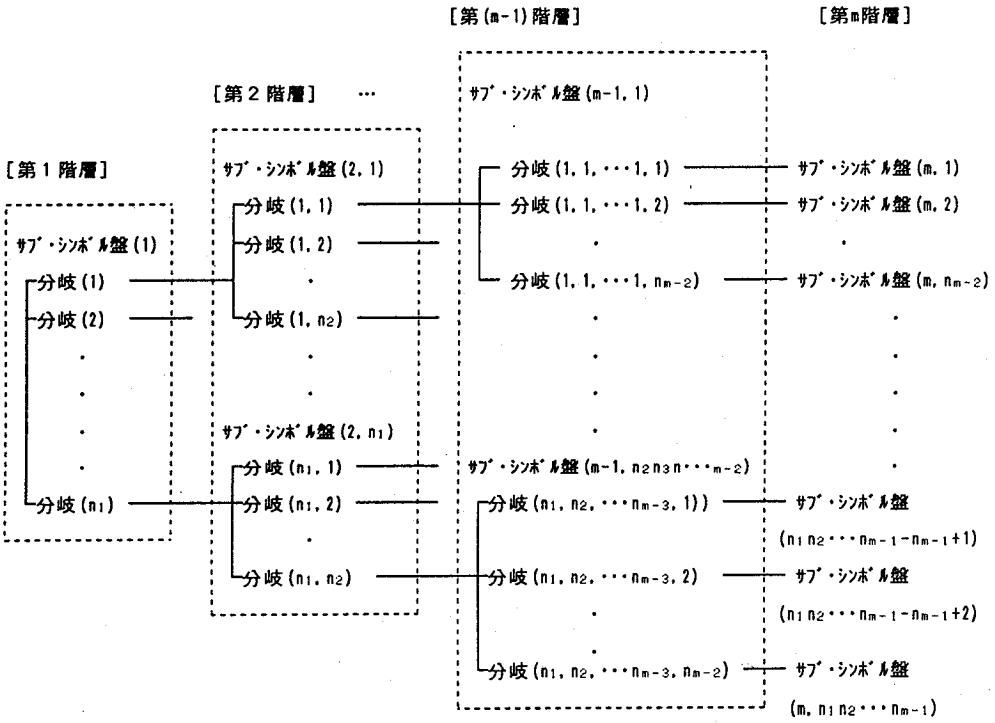 [第1階層]
サブ・シンボル盤(1)
分岐(1)
分岐(2)
分岐(n1)
[第2階層] …
サブ・シンボル盤(2,1)
分岐(1,1)
分岐(1,2)
分岐(1,n2)
サブ・シンボル盤(2,n1)
分岐(n1,1)
分岐(n1,2)
分岐(n1,n2)
[第(m-1)階層]
サブ・シンボル盤(m-1,1)
分岐(1,1,···1,1)
分岐(1,1,···1,2)
分岐(1,1,···1,nm-2)
サブ・シンボル盤(m-1,n2n3n···m-2)
分岐(n1,n2,···nm-3,1))
分岐(n1,n2,···nm-3,2)
分岐(n1,n2,···nm-3,nm-2)
[第m階層]
サブ・シンボル盤(m,1)
サブ・シンボル盤(m,2)
サブ・シンボル盤(m,nm-2)
サブ・シンボル盤
(n1n2···nm-1-nm-1+1)
サブ・シンボル盤
(n1n2···nm-1-nm-1+2)
サブ・シンボル盤
(m,n1n2···nm-1)